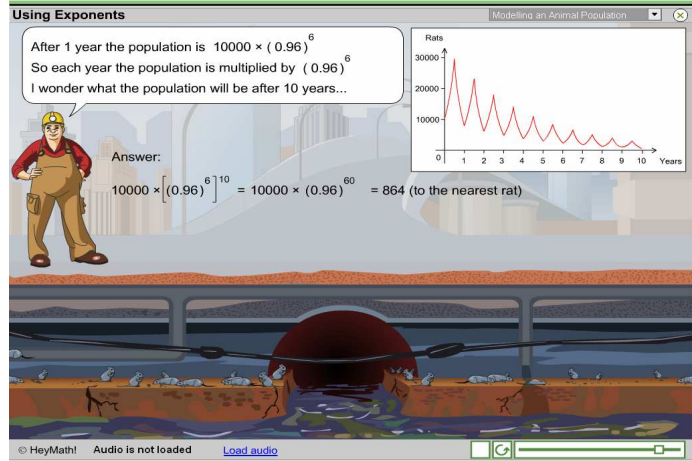 Using Exponents
Modelling an Animal Population
After 1 year the population is 10000 × ( 0.96 )^6
So each year the population is multiplied by ( 0.96 )^6
I wonder what the population will be after 10 years...
Rats
30000
20000
10000
0 1 2 3 4 5 6 7 8 9 10 Years
Answer:
10000 × [(0.96)^6]^10 = 10000 × (0.96)^60 = 864 (to the nearest rat)
© HeyMath! Audio is not loaded Load audio